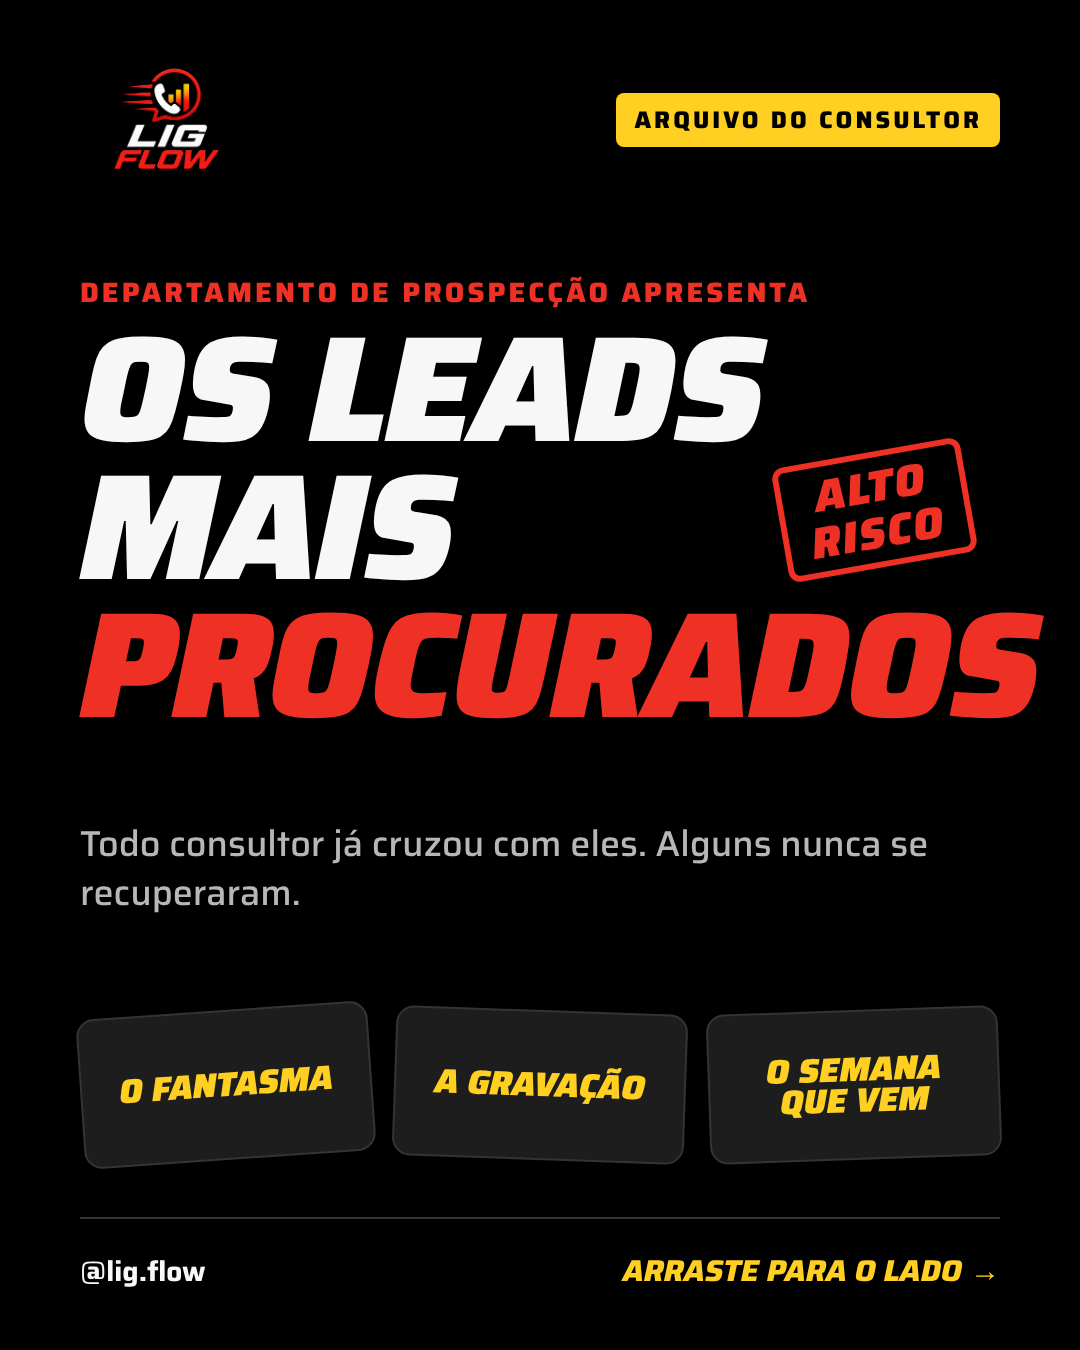 LIG
FLOW
ARQUIVO DO CONSULTOR
DEPARTAMENTO DE PROSPECÇÃO APRESENTA
OS LEADS
MAIS
PROCURADOS
ALTO
RISCO
Todo consultor já cruzou com eles. Alguns nunca se
recuperaram.
O FANTASMA
A GRAVAÇÃO
O SEMANA
QUE VEM
@lig.flow
ARRASTE PARA O LADO →